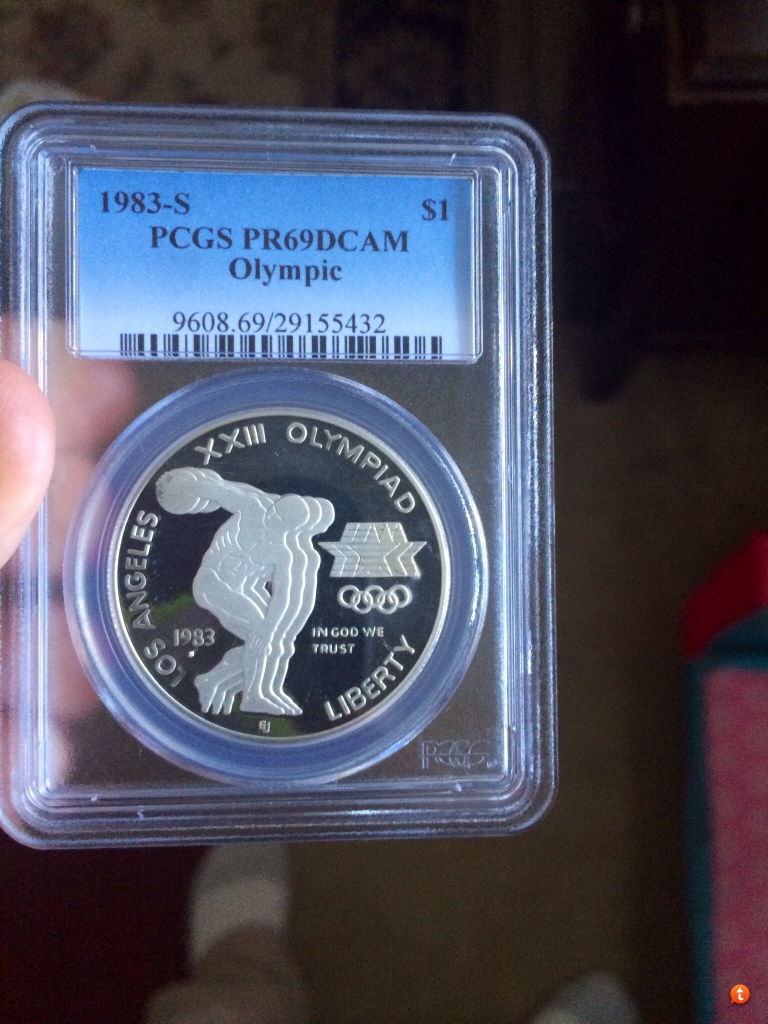 1983-S $1
PCGS PR69DCAM
Olympic
9608.69/29155432
LOS ANGELES XXIII OLYMPIAD
1983
IN GOD WE
TRUST
LIBERTY
EJ
PCGS
t